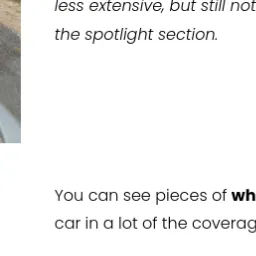 less extensive, but still not
the spotlight section.
You can see pieces of wh
car in a lot of the coverag